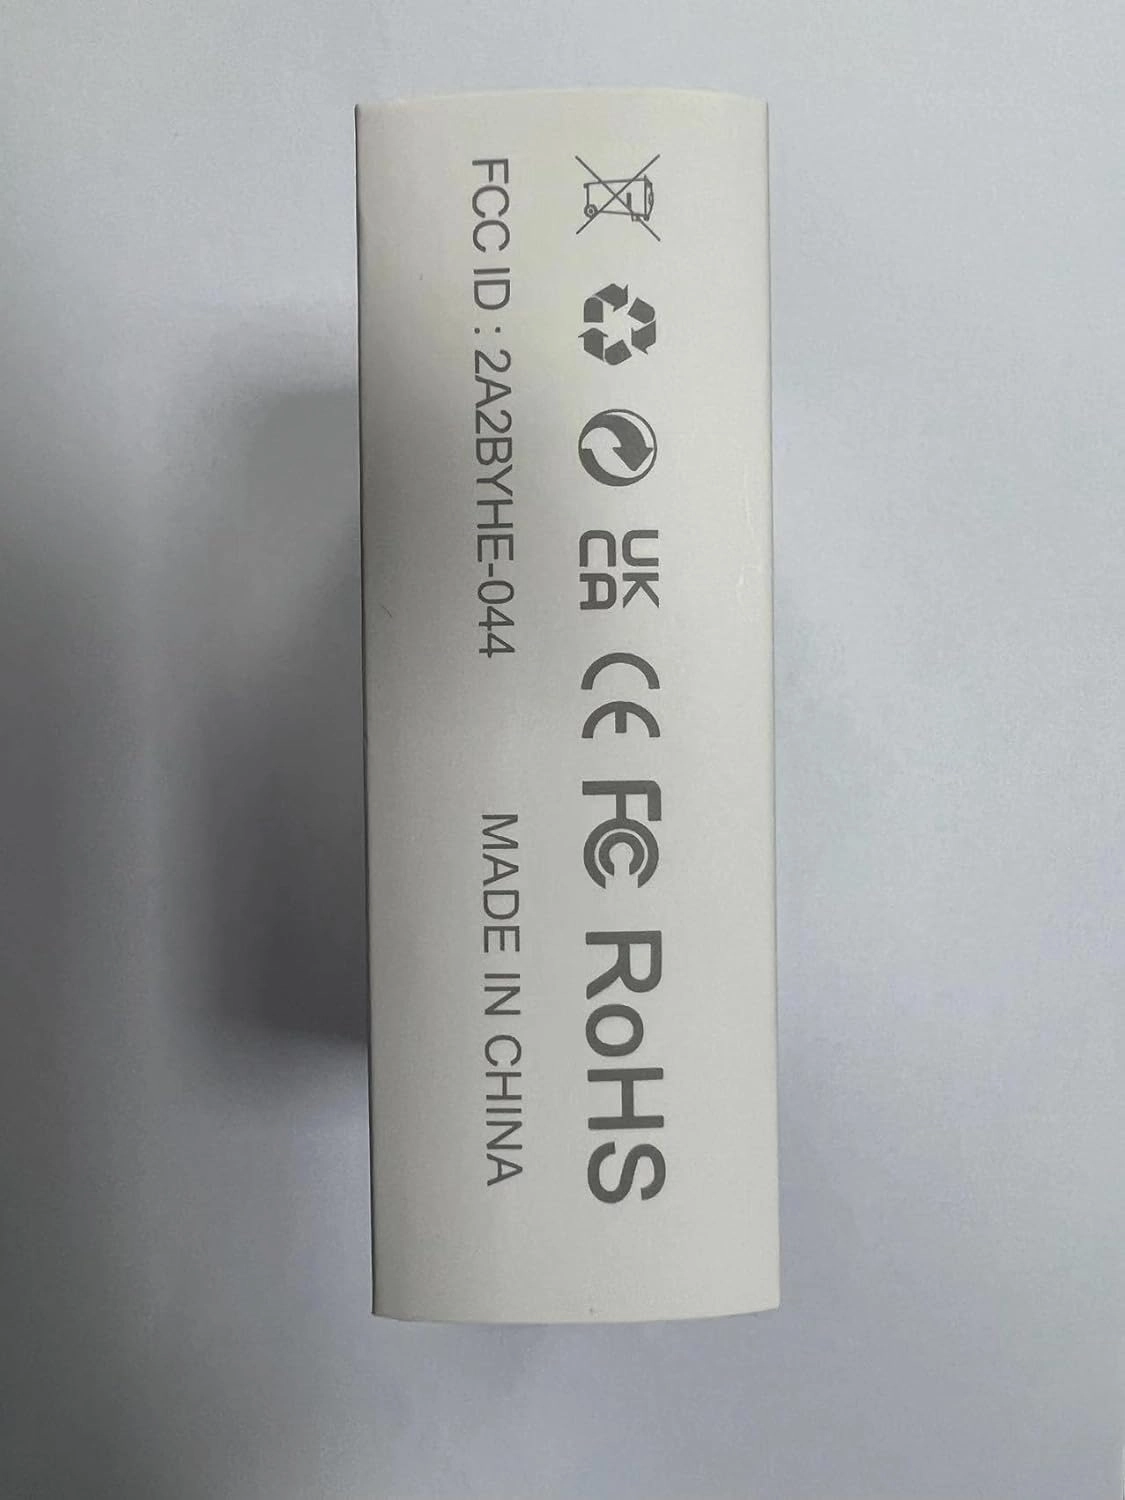 UK
CA CE FC RoHS
FCC ID : 2A2BYHE-044 MADE IN CHINA